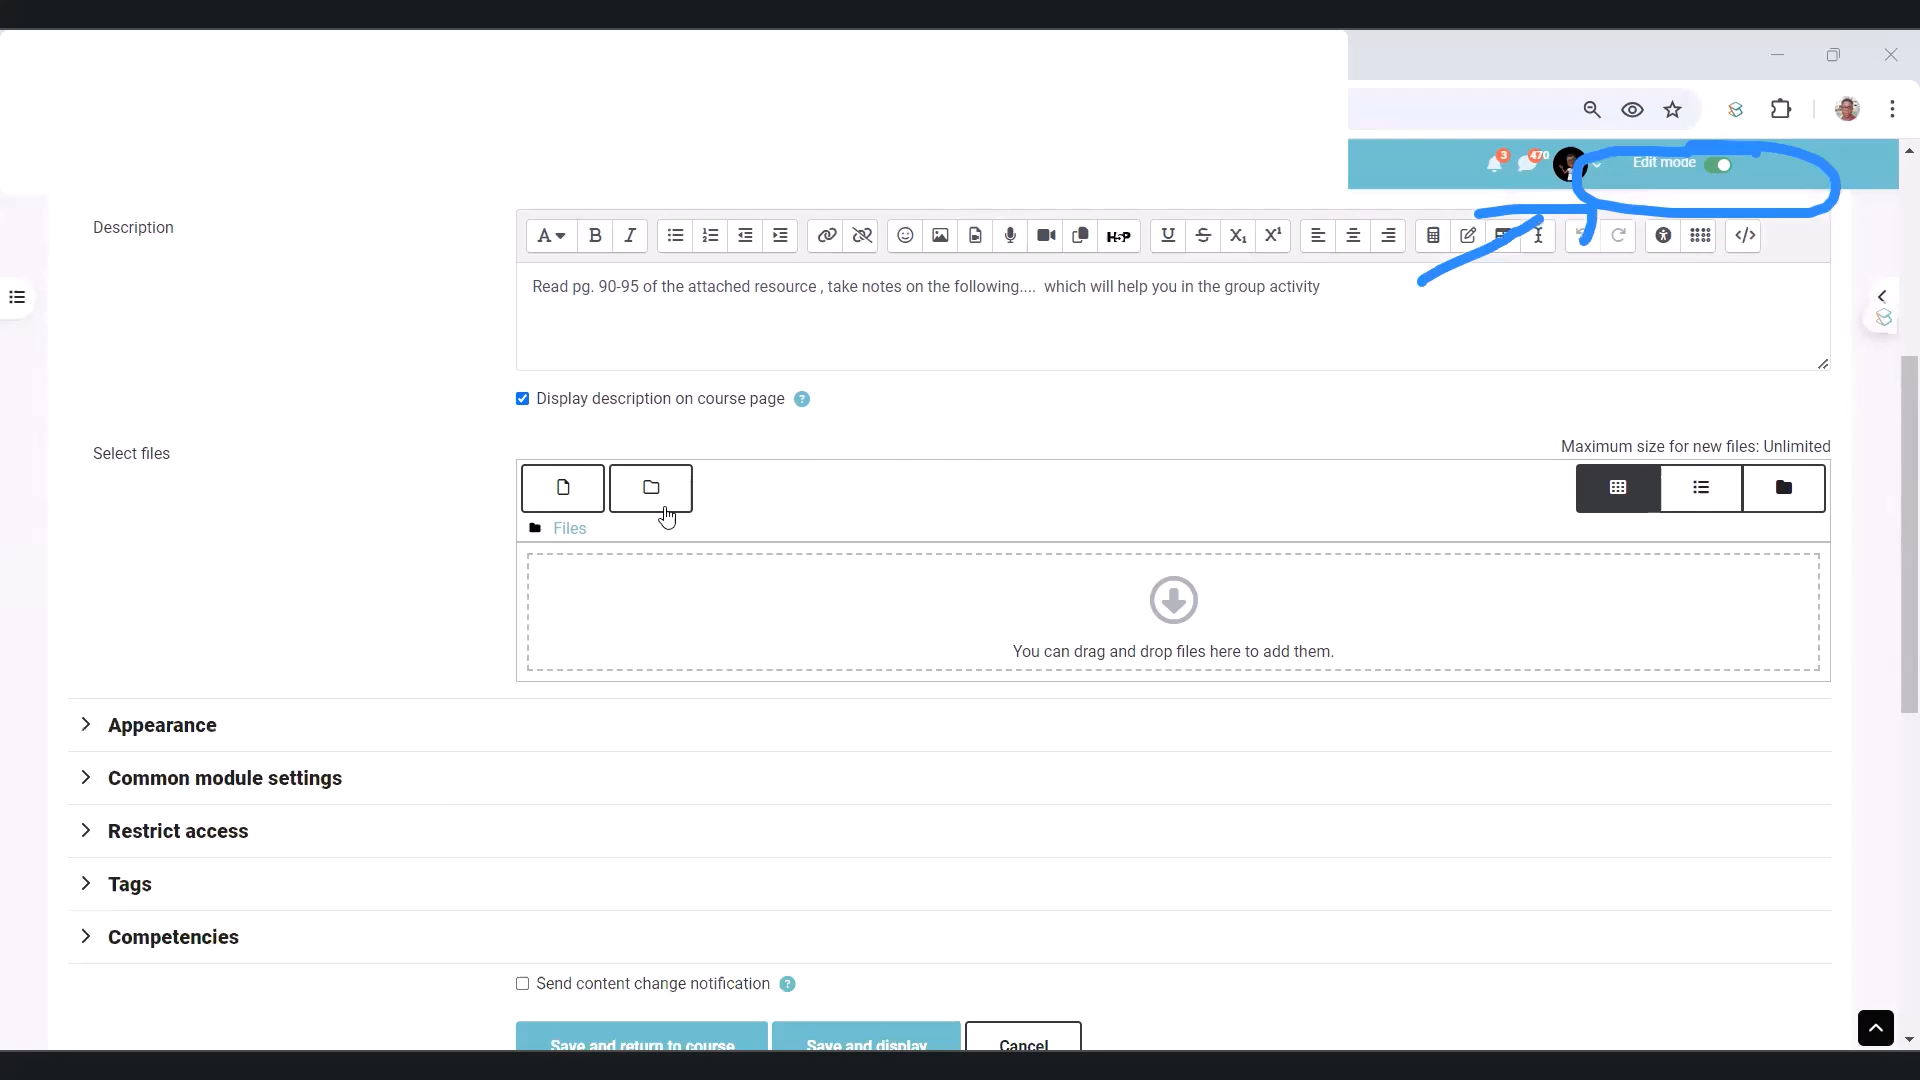 3
470
Edit mode
Description
H-P
Read pg. 90-95 of the attached resource , take notes on the following.... which will help you in the group activity
Display description on course page ?
Select files
Maximum size for new files: Unlimited
Files
You can drag and drop files here to add them.
Appearance
Common module settings
Restrict access
Tags
Competencies
Send content change notification ?
Save and return to course
Save and display
Cancel